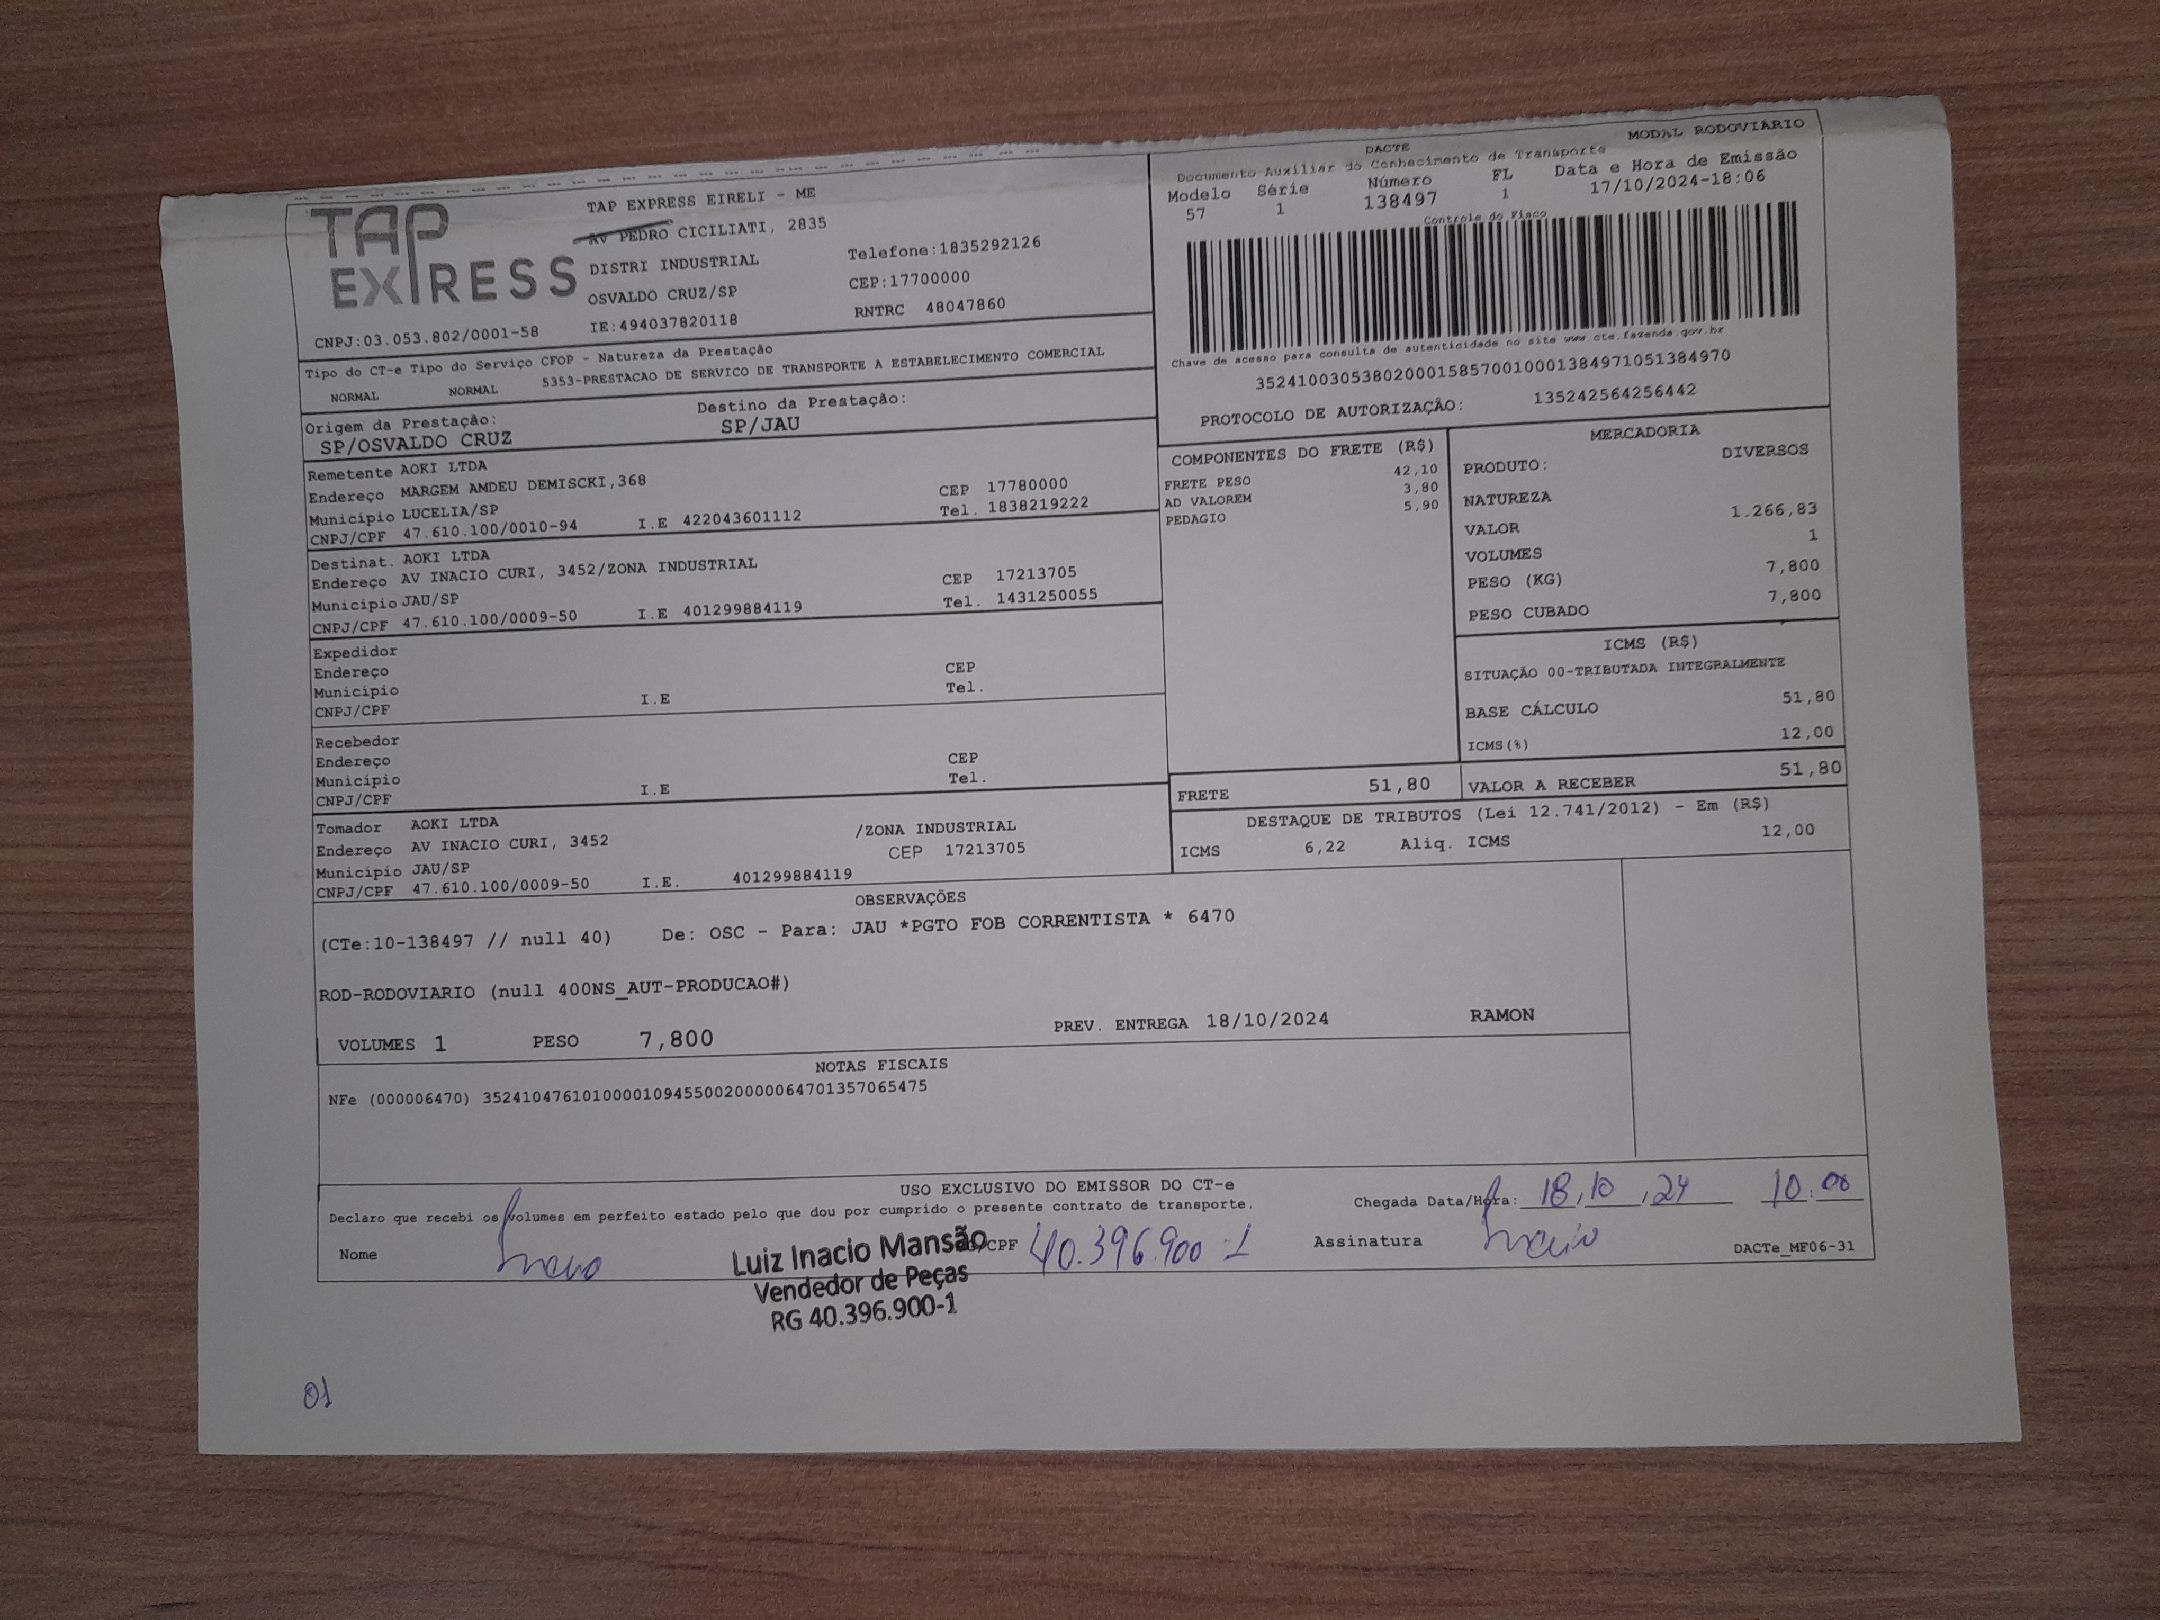 TAP EXPRESS
TAP EXPRESS EIRELI - ME
AV PEDRO CICILIATI, 2835
DISTRI INDUSTRIAL Telefone:1835292126
OSVALDO CRUZ/SP CEP:17700000
CNPJ:03.053.802/0001-58 IE:494037820118 RNTRC 48047860
DACTE MODAL RODOVIÁRIO
Documento Auxiliar do Conhecimento de Transporte
Modelo Série Número FL Data e Hora de Emissão
57 1 138497 1 17/10/2024-18:06
Controle do Fisco
Chave de acesso para consulta de autenticidade no site www.cte.fazenda.gov.br
35241003053802000158570010001384971051384970
PROTOCOLO DE AUTORIZAÇÃO: 135242564256442
Tipo do CT-e Tipo do Serviço CFOP - Natureza da Prestação
NORMAL NORMAL 5353-PRESTACAO DE SERVICO DE TRANSPORTE A ESTABELECIMENTO COMERCIAL
Origem da Prestação: Destino da Prestação:
SP/OSVALDO CRUZ SP/JAU
Remetente AOKI LTDA
Endereço MARGEM AMDEU DEMISCKI,368 CEP 17780000
Município LUCELIA/SP Tel. 1838219222
CNPJ/CPF 47.610.100/0010-94 I.E 422043601112
Destinat. AOKI LTDA
Endereço AV INACIO CURI, 3452/ZONA INDUSTRIAL CEP 17213705
Município JAU/SP Tel. 1431250055
CNPJ/CPF 47.610.100/0009-50 I.E 401299884119
Expedidor
Endereço CEP
Município Tel.
CNPJ/CPF I.E
Recebedor
Endereço CEP
Município Tel.
CNPJ/CPF I.E
Tomador AOKI LTDA /ZONA INDUSTRIAL
Endereço AV INACIO CURI, 3452 CEP 17213705
Município JAU/SP
CNPJ/CPF 47.610.100/0009-50 I.E. 401299884119
COMPONENTES DO FRETE (R$)
FRETE PESO 42,10
AD VALOREM 3,80
PEDAGIO 5,90
MERCADORIA
PRODUTO: DIVERSOS
NATUREZA
VALOR 1.266,83
VOLUMES 1
PESO (KG) 7,800
PESO CUBADO 7,800
ICMS (R$)
SITUAÇÃO 00-TRIBUTADA INTEGRALMENTE
BASE CÁLCULO 51,80
ICMS(%) 12,00
FRETE 51,80 VALOR A RECEBER 51,80
DESTAQUE DE TRIBUTOS (Lei 12.741/2012) - Em (R$)
ICMS 6,22 Aliq. ICMS 12,00
OBSERVAÇÕES
(CTe:10-138497 // null 40) De: OSC - Para: JAU *PGTO FOB CORRENTISTA * 6470
ROD-RODOVIARIO (null 400NS_AUT-PRODUCAO#)
VOLUMES 1 PESO 7,800 PREV. ENTREGA 18/10/2024 RAMON
NOTAS FISCAIS
NFe (000006470) 35241047610100001094550020000064701357065475
USO EXCLUSIVO DO EMISSOR DO CT-e
Declaro que recebi os volumes em perfeito estado pelo que dou por cumprido o presente contrato de transporte. Chegada Data/Hora: 18,10,24 10:00
Nome /CPF 40.396.900-1 Assinatura DACTe_MF06-31
Luiz Inacio Mansão
Vendedor de Peças
RG 40.396.900-1
01